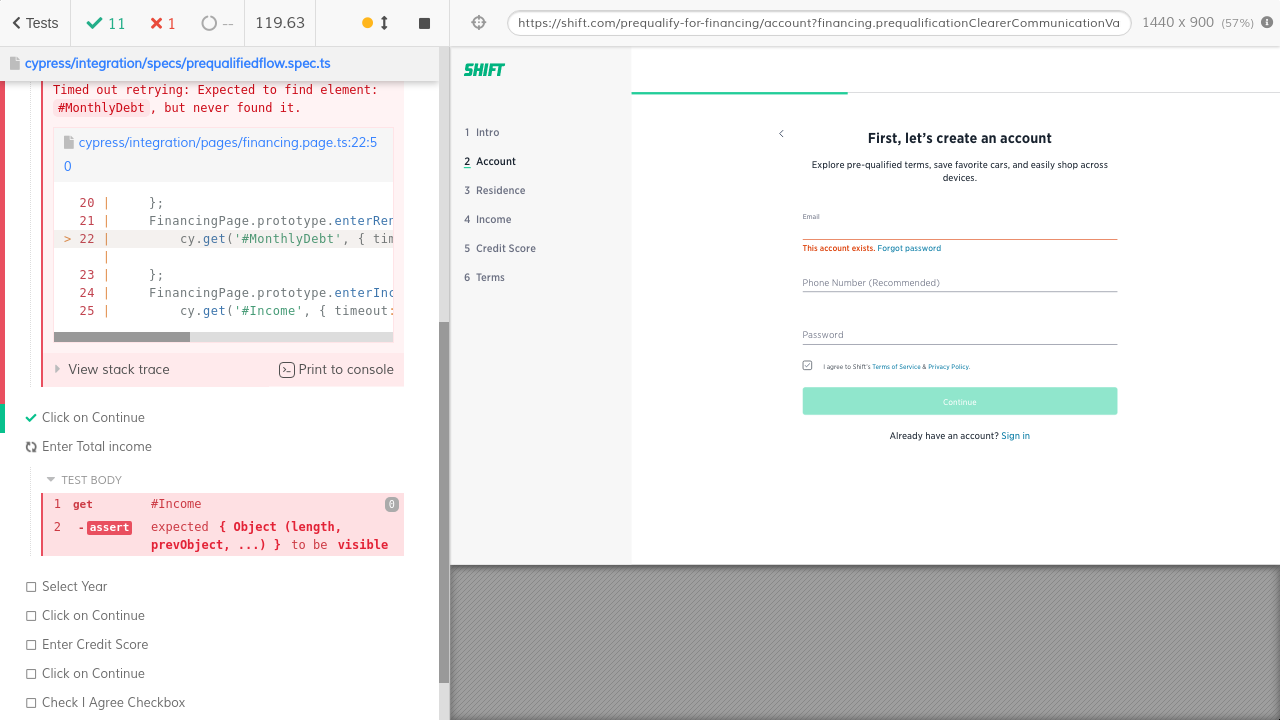 Tests
11
1
--
119.63
https://shift.com/prequalify-for-financing/account?financing.prequalificationClearerCommunicationVa
1440 x 900 (57%)
cypress/integration/specs/prequalifiedflow.spec.ts
Timed out retrying: Expected to find element:
#MonthlyDebt, but never found it.
cypress/integration/pages/financing.page.ts:22:5
0
20 | };
21 | FinancingPage.prototype.enterRen
> 22 | cy.get('#MonthlyDebt', { tim
|
23 | };
24 | FinancingPage.prototype.enterInc
25 | cy.get('#Income', { timeout:
View stack trace
Print to console
Click on Continue
Enter Total income
TEST BODY
1 get #Income 0
2 -assert expected { Object (length,
prevObject, ...) } to be visible
Select Year
Click on Continue
Enter Credit Score
Click on Continue
Check I Agree Checkbox
SHIFT
1 Intro
2 Account
3 Residence
4 Income
5 Credit Score
6 Terms
First, let's create an account
Explore pre-qualified terms, save favorite cars, and easily shop across
devices.
Email
This account exists. Forgot password
Phone Number (Recommended)
Password
I agree to Shift's Terms of Service & Privacy Policy.
Continue
Already have an account? Sign in